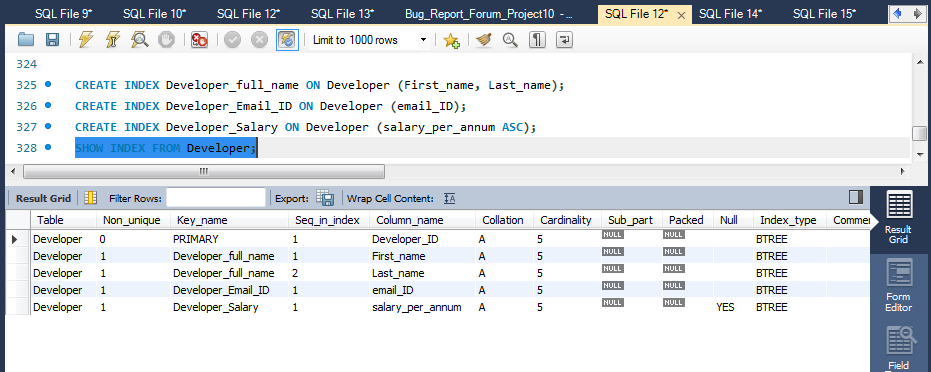 SQL File 9* SQL File 10* SQL File 12* SQL File 13* Bug_Report_Forum_Project10 -... SQL File 12* SQL File 14* SQL File 15*
Limit to 1000 rows
324
325 CREATE INDEX Developer_full_name ON Developer (First_name, Last_name);
326 CREATE INDEX Developer_Email_ID ON Developer (email_ID);
327 CREATE INDEX Developer_Salary ON Developer (salary_per_annum ASC);
328 SHOW INDEX FROM Developer;
Result Grid Filter Rows: Export: Wrap Cell Content: IA
Table Non_unique Key_name Seq_in_index Column_name Collation Cardinality Sub_part Packed Null Index_type Commen
Developer 0 PRIMARY 1 Developer_ID A 5 NULL NULL BTREE
Developer 1 Developer_full_name 1 First_name A 5 NULL NULL BTREE
Developer 1 Developer_full_name 2 Last_name A 5 NULL NULL BTREE
Developer 1 Developer_Email_ID 1 email_ID A 5 NULL NULL BTREE
Developer 1 Developer_Salary 1 salary_per_annum A 5 NULL NULL YES BTREE
Result
Grid
Form
Editor
Field